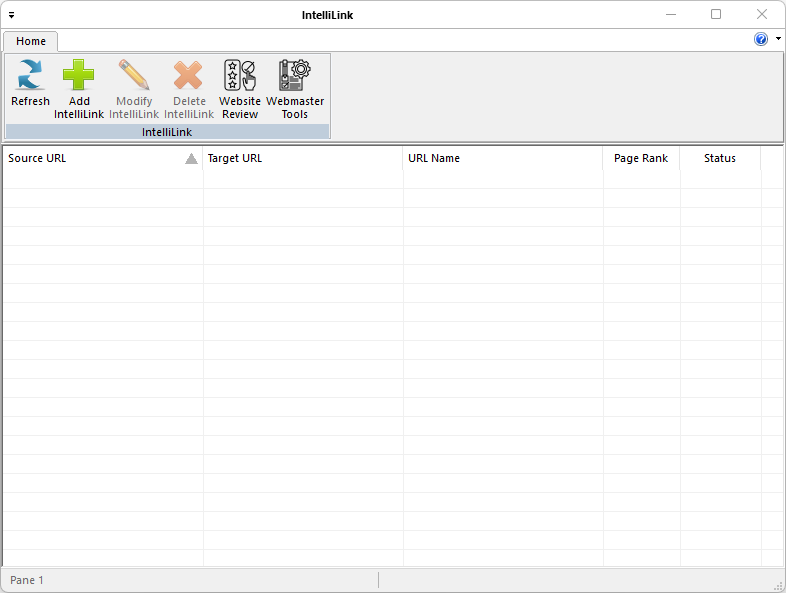 IntelliLink
Home
Refresh
Add
IntelliLink
Modify
IntelliLink
Delete
IntelliLink
Website
Review
Webmaster
Tools
IntelliLink
Source URL
Target URL
URL Name
Page Rank
Status
Pane 1